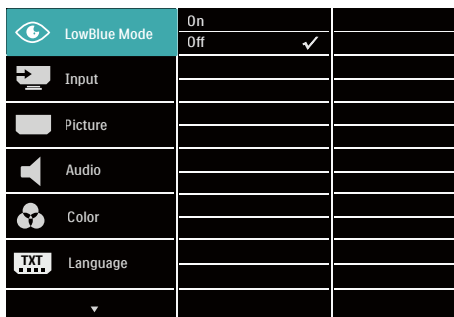 LowBlue Mode
On
Off
Input
Picture
Audio
Color
TXT
Language